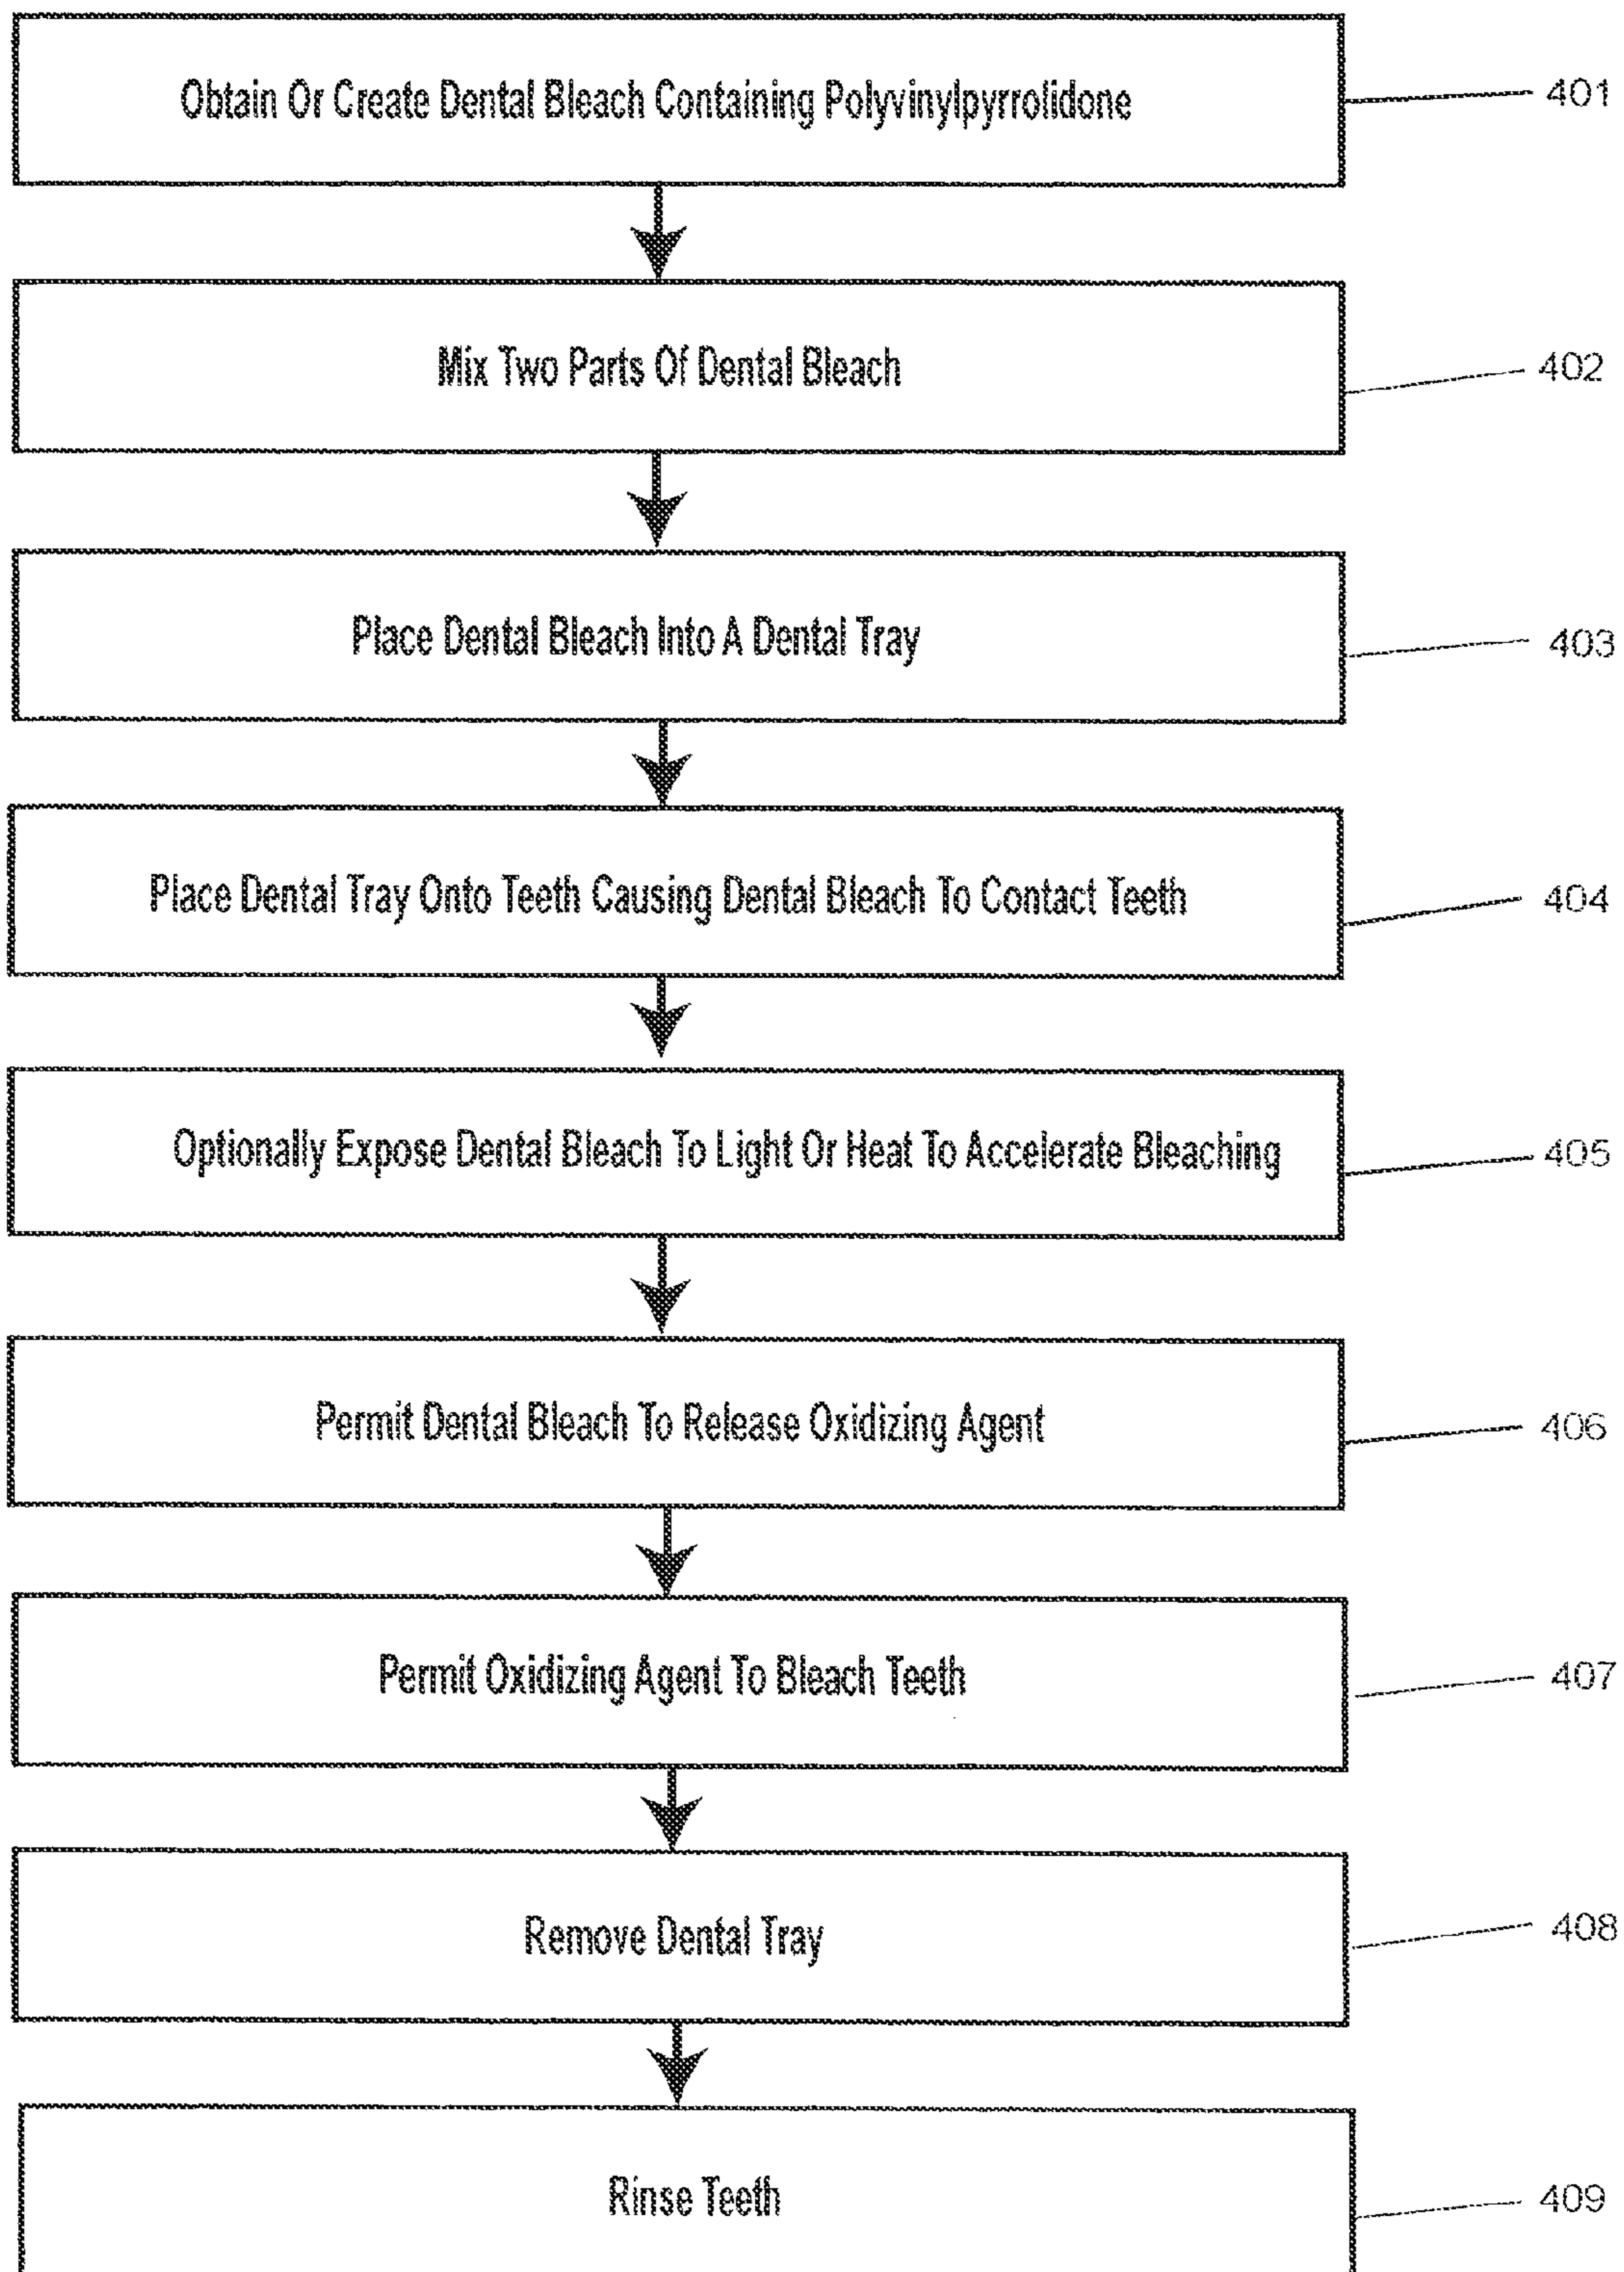 Obtain Or Create Dental Bleach Containing Polyvinylpyrrolidone 401
Mix Two Parts Of Dental Bleach 402
Place Dental Bleach Into A Dental Tray 403
Place Dental Tray Onto Teeth Causing Dental Bleach To Contact Teeth 404
Optionally Expose Dental Bleach To Light Or Heat To Accelerate Bleaching 405
Permit Dental Bleach To Release Oxidizing Agent 406
Permit Oxidizing Agent To Bleach Teeth 407
Remove Dental Tray 408
Rinse Teeth 409